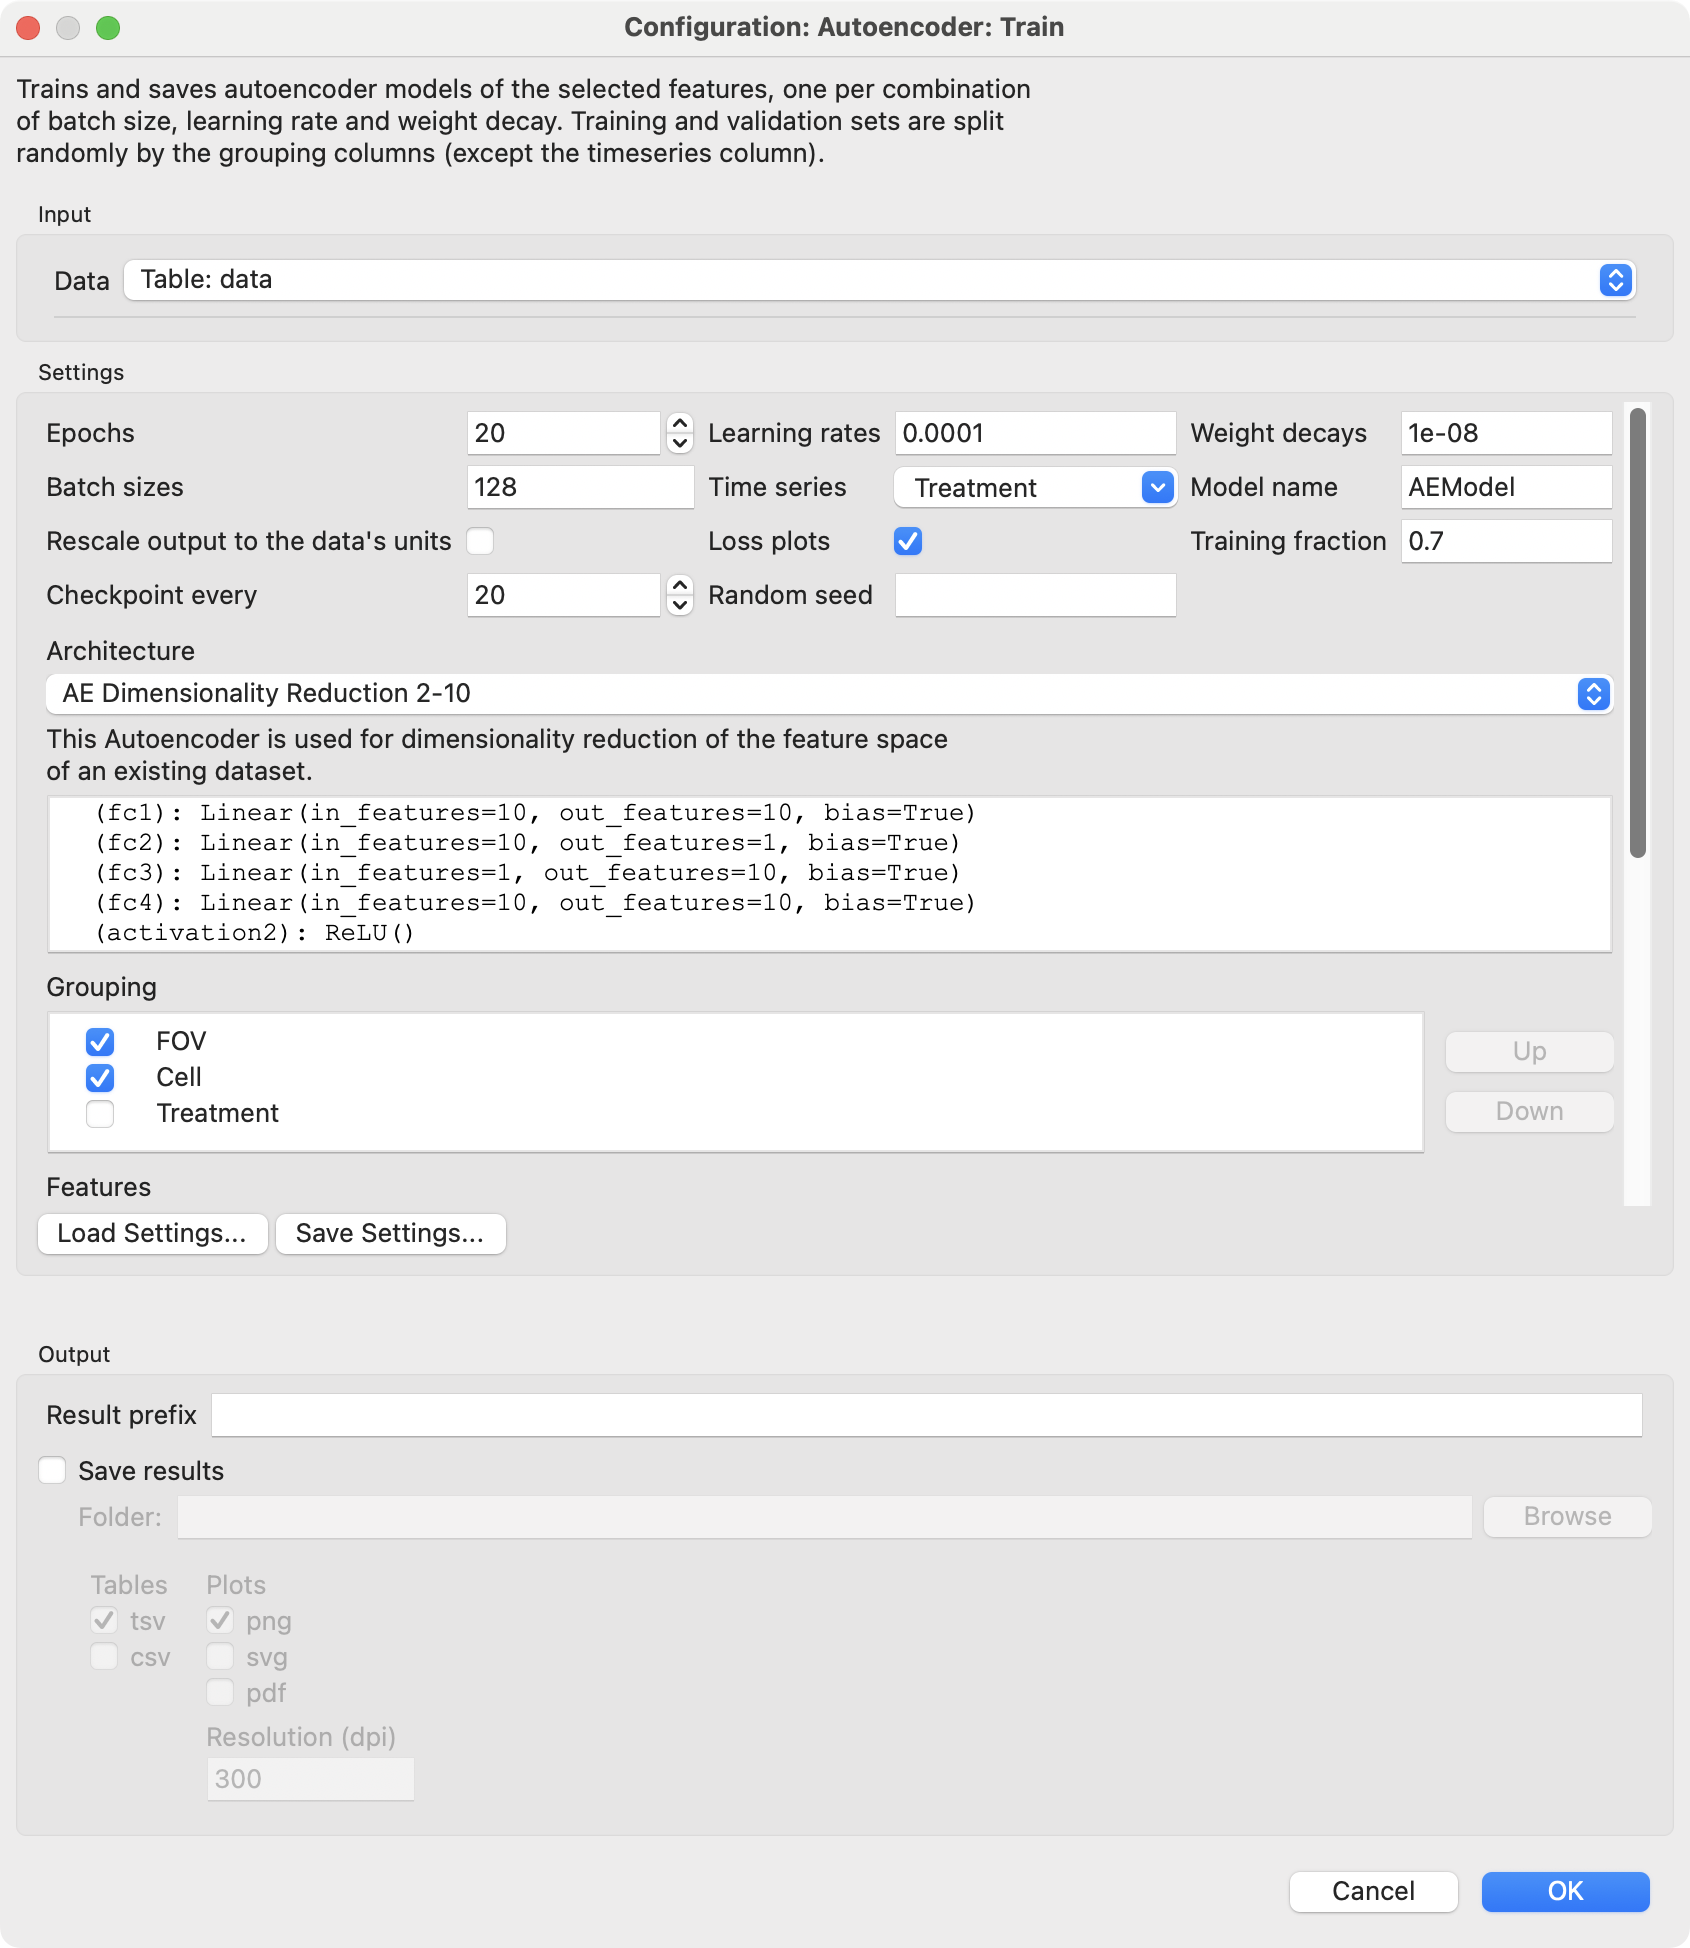 Configuration: Autoencoder: Train
Trains and saves autoencoder models of the selected features, one per combination
of batch size, learning rate and weight decay. Training and validation sets are split
randomly by the grouping columns (except the timeseries column).
Input
Data Table: data
Settings
Epochs 20 Learning rates 0.0001 Weight decays 1e-08
Batch sizes 128 Time series Treatment Model name AEModel
Rescale output to the data's units Loss plots Training fraction 0.7
Checkpoint every 20 Random seed
Architecture
AE Dimensionality Reduction 2-10
This Autoencoder is used for dimensionality reduction of the feature space
of an existing dataset.
(fc1): Linear(in_features=10, out_features=10, bias=True)
(fc2): Linear(in_features=10, out_features=1, bias=True)
(fc3): Linear(in_features=1, out_features=10, bias=True)
(fc4): Linear(in_features=10, out_features=10, bias=True)
(activation2): ReLU()
Grouping
FOV
Cell
Treatment
Up
Down
Features
Load Settings... Save Settings...
Output
Result prefix
Save results
Folder: Browse
Tables Plots
tsv png
csv svg
pdf
Resolution (dpi)
300
Cancel OK